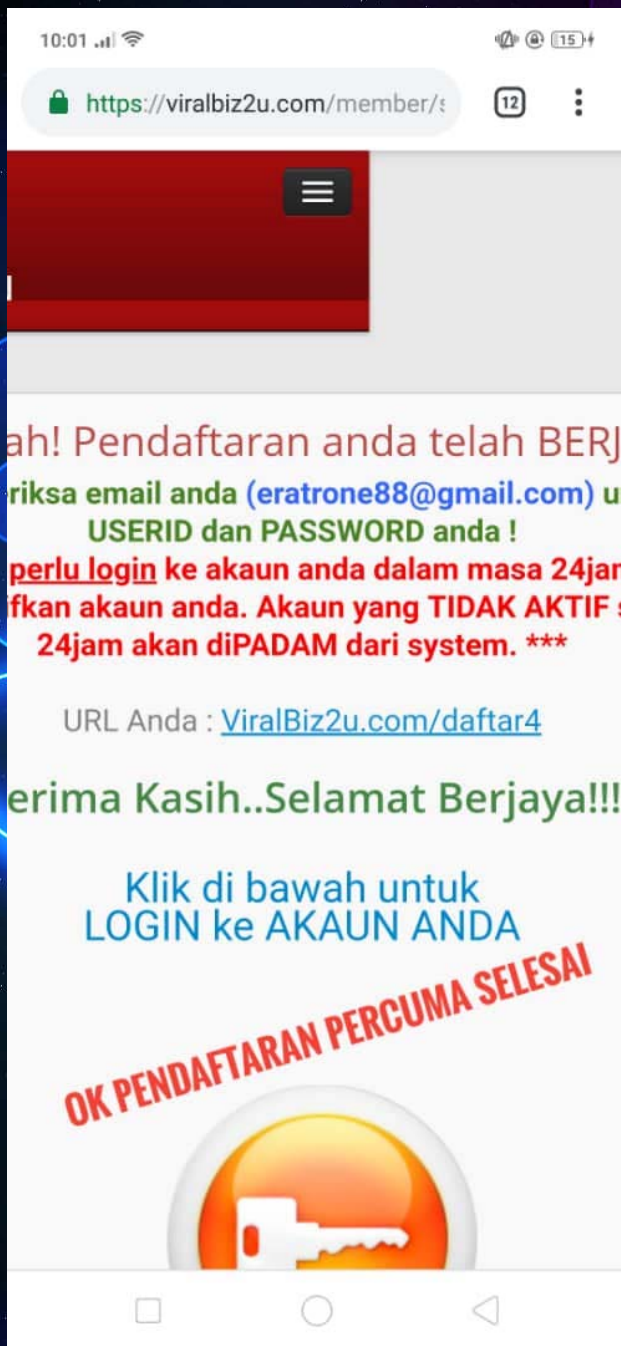 10:01
15
https://viralbiz2u.com/member/s
12
ah! Pendaftaran anda telah BERJ
riksa email anda (eratrone88@gmail.com) u
USERID dan PASSWORD anda !
perlu login ke akaun anda dalam masa 24jam
ifkan akaun anda. Akaun yang TIDAK AKTIF s
24jam akan diPADAM dari system. ***
URL Anda : ViralBiz2u.com/daftar4
erima Kasih..Selamat Berjaya!!!
Klik di bawah untuk
LOGIN ke AKAUN ANDA
OK PENDAFTARAN PERCUMA SELESAI